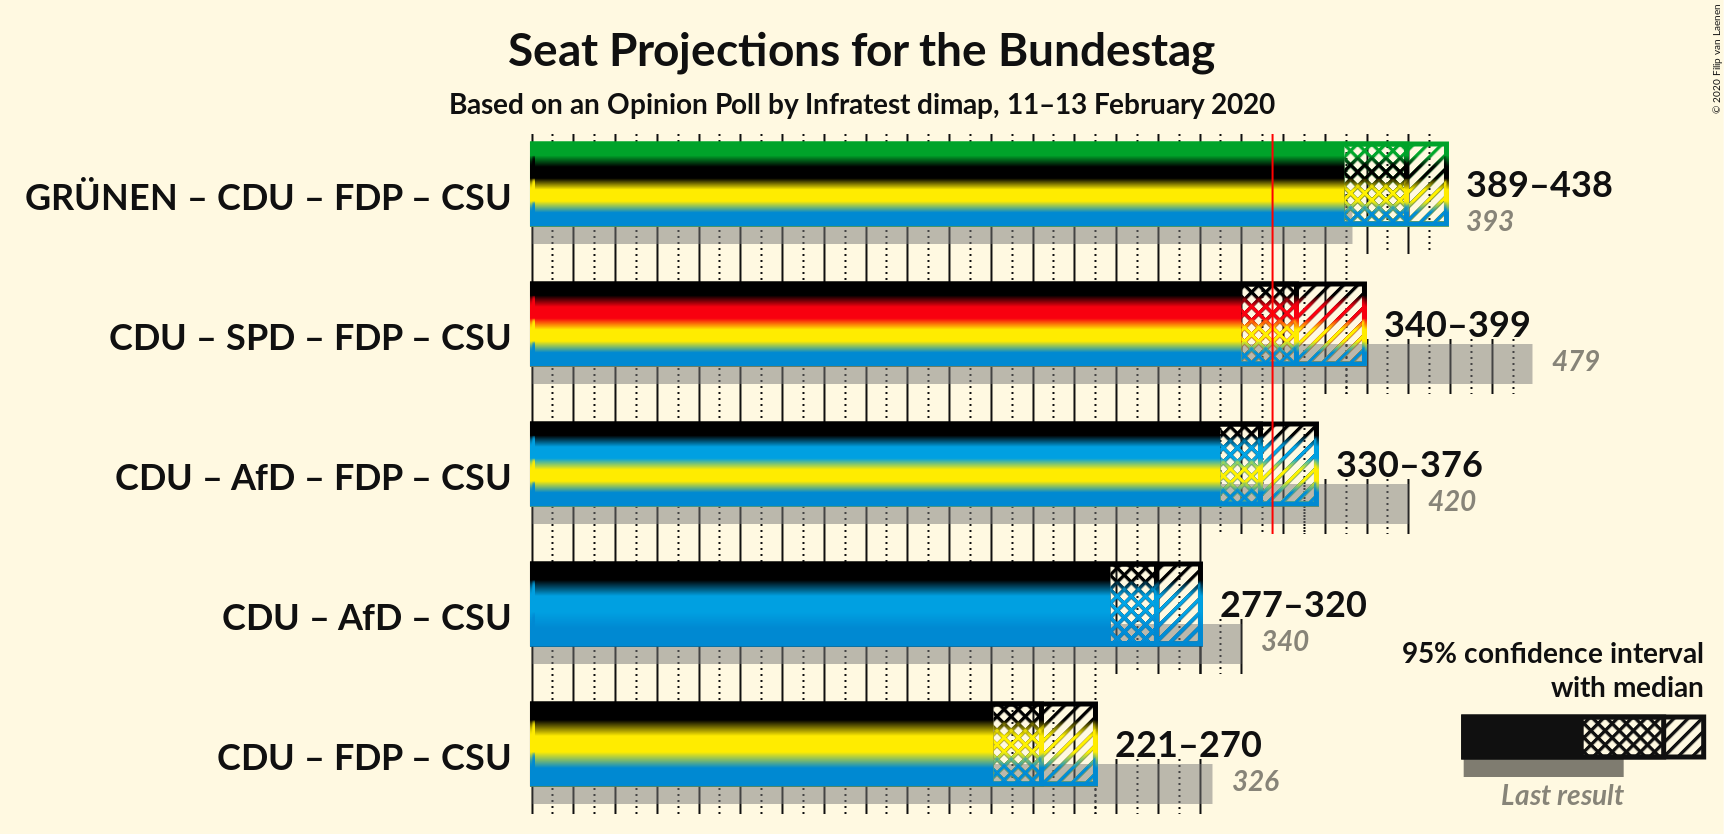 Seat Projections for the Bundestag
Based on an Opinion Poll by Infratest dimap, 11–13 February 2020
© 2020 Filip van Laenen
GRÜNEN – CDU – FDP – CSU
389–438
393
CDU – SPD – FDP – CSU
340–399
479
CDU – AfD – FDP – CSU
330–376
420
CDU – AfD – CSU
277–320
340
CDU – FDP – CSU
221–270
326
95% confidence interval
with median
Last result